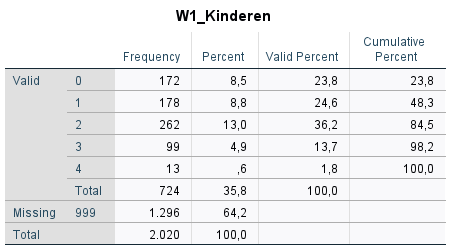 W1_Kinderen
Frequency Percent Valid Percent Cumulative Percent
Valid 0 172 8,5 23,8 23,8
1 178 8,8 24,6 48,3
2 262 13,0 36,2 84,5
3 99 4,9 13,7 98,2
4 13 ,6 1,8 100,0
Total 724 35,8 100,0
Missing 999 1.296 64,2
Total 2.020 100,0